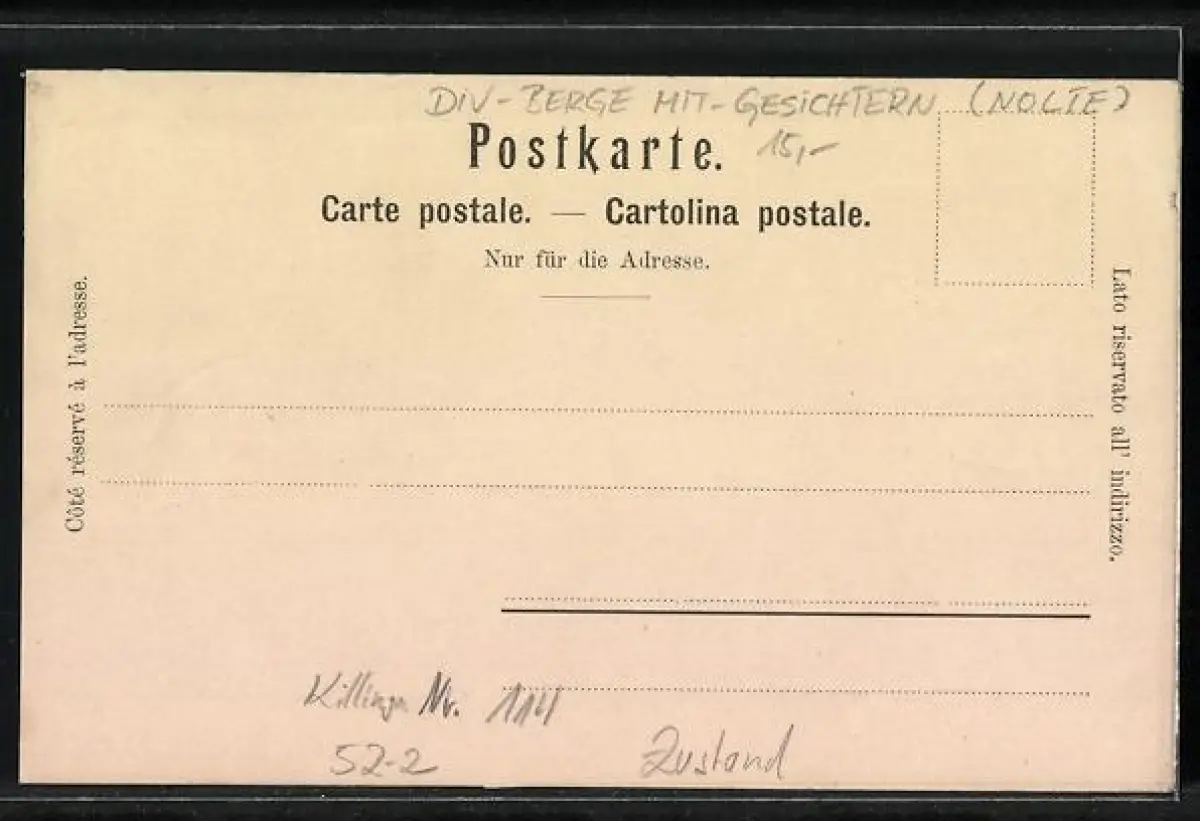 DIV-BERGE MIT-GESICHTERN (NOLTE)
Postkarte. 15,-
Carte postale. — Cartolina postale.
Nur für die Adresse.
Côté réservé à l'adresse.
Lato riservato all' indirizzo.
Killinger Nr. 114
52-2
Zustand